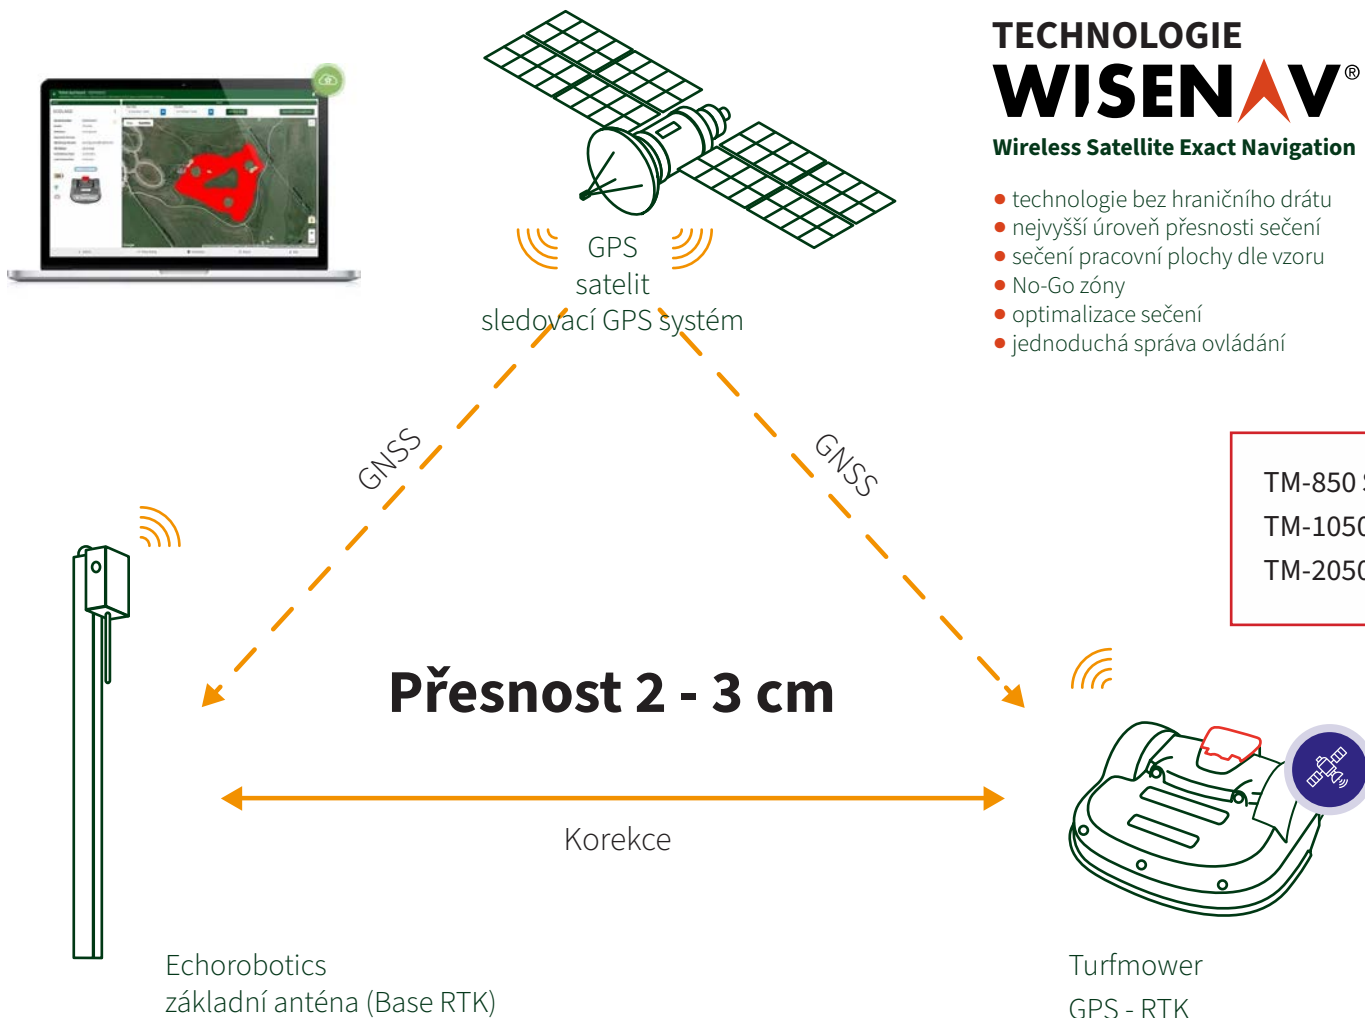 TECHNOLOGIE
WISENAV®
Wireless Satellite Exact Navigation
• technologie bez hraničního drátu
• nejvyšší úroveň přesnosti sečení
• sečení pracovní plochy dle vzoru
• No-Go zóny
• optimalizace sečení
• jednoduchá správa ovládání
GPS
satelit
sledovací GPS systém
GNSS
GNSS
TM-850
TM-1050
TM-2050
Přesnost 2 - 3 cm
Korekce
Echorobotics
základní anténa (Base RTK)
Turfmower
GPS - RTK